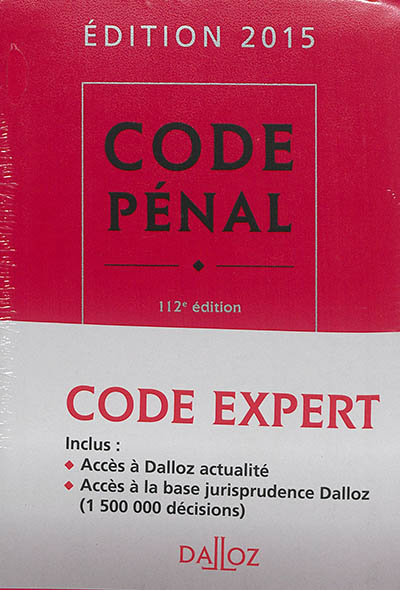 ÉDITION 2015
CODE
PÉNAL
112e édition
CODE EXPERT
Inclus :
◆ Accès à Dalloz actualité
◆ Accès à la base jurisprudence Dalloz
(1 500 000 décisions)
DALLOZ